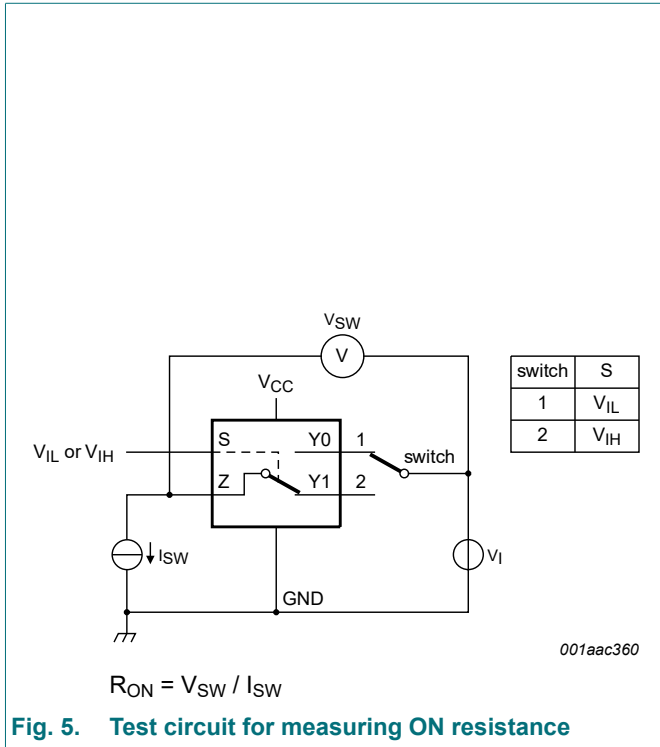 VSW
V
VCC
switch S
1 VIL
2 VIH
VIL or VIH
S Y0 1
switch
Z Y1 2
ISW
VI
GND
001aac360
RON = VSW / ISW
Fig. 5. Test circuit for measuring ON resistance